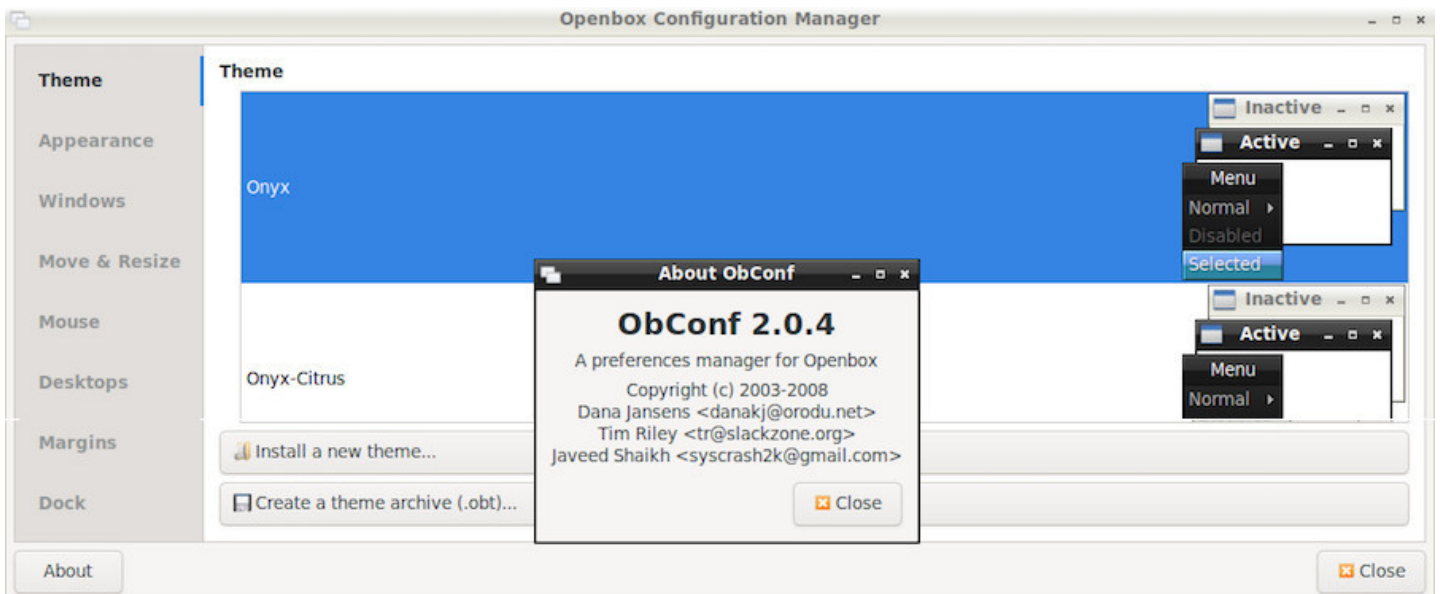 Openbox Configuration Manager
Theme
Appearance
Windows
Move & Resize
Mouse
Desktops
Margins
Dock
Theme
Onyx
Inactive
Active
Menu
Normal
Disabled
Selected
Onyx-Citrus
Inactive
Active
Menu
Normal
Install a new theme...
Create a theme archive (.obt)...
About ObConf
ObConf 2.0.4
A preferences manager for Openbox
Copyright (c) 2003-2008
Dana Jansens <danakj@orodu.net>
Tim Riley <tr@slackzone.org>
Javeed Shaikh <syscrash2k@gmail.com>
Close
About
Close